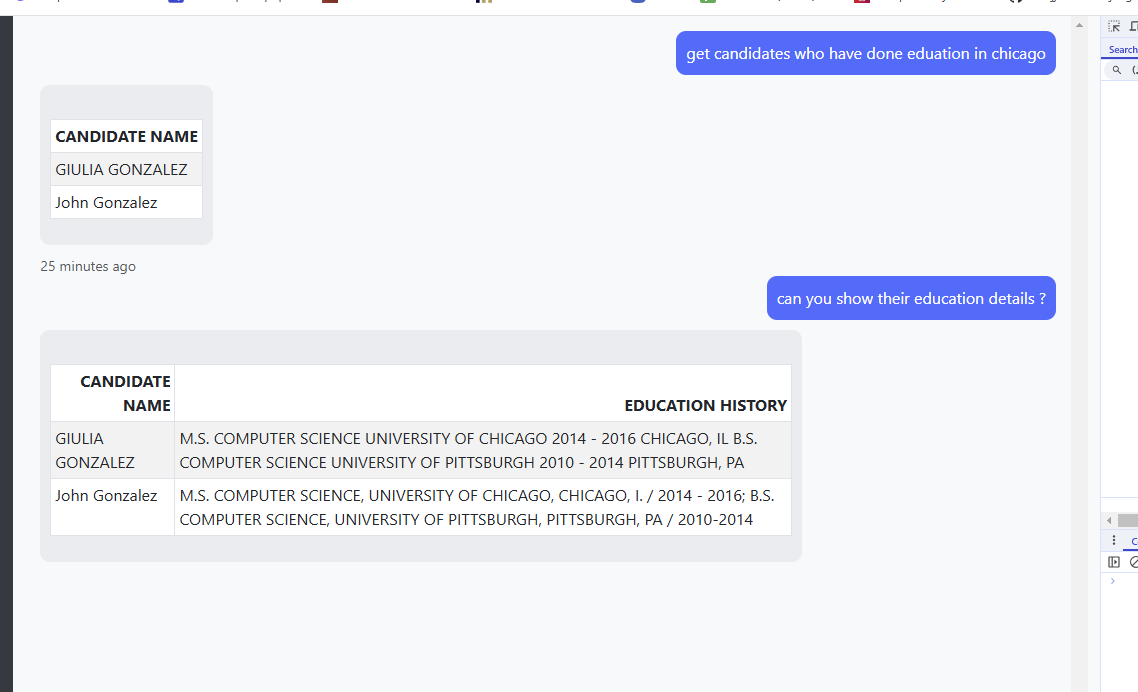 get candidates who have done eduation in chicago
Search
CANDIDATE NAME
GIULIA GONZALEZ
John Gonzalez
25 minutes ago
can you show their education details ?
CANDIDATE
NAME
EDUCATION HISTORY
GIULIA
GONZALEZ
M.S. COMPUTER SCIENCE UNIVERSITY OF CHICAGO 2014 - 2016 CHICAGO, IL B.S.
COMPUTER SCIENCE UNIVERSITY OF PITTSBURGH 2010 - 2014 PITTSBURGH, PA
John Gonzalez
M.S. COMPUTER SCIENCE, UNIVERSITY OF CHICAGO, CHICAGO, I. / 2014 - 2016; B.S.
COMPUTER SCIENCE, UNIVERSITY OF PITTSBURGH, PITTSBURGH, PA / 2010-2014